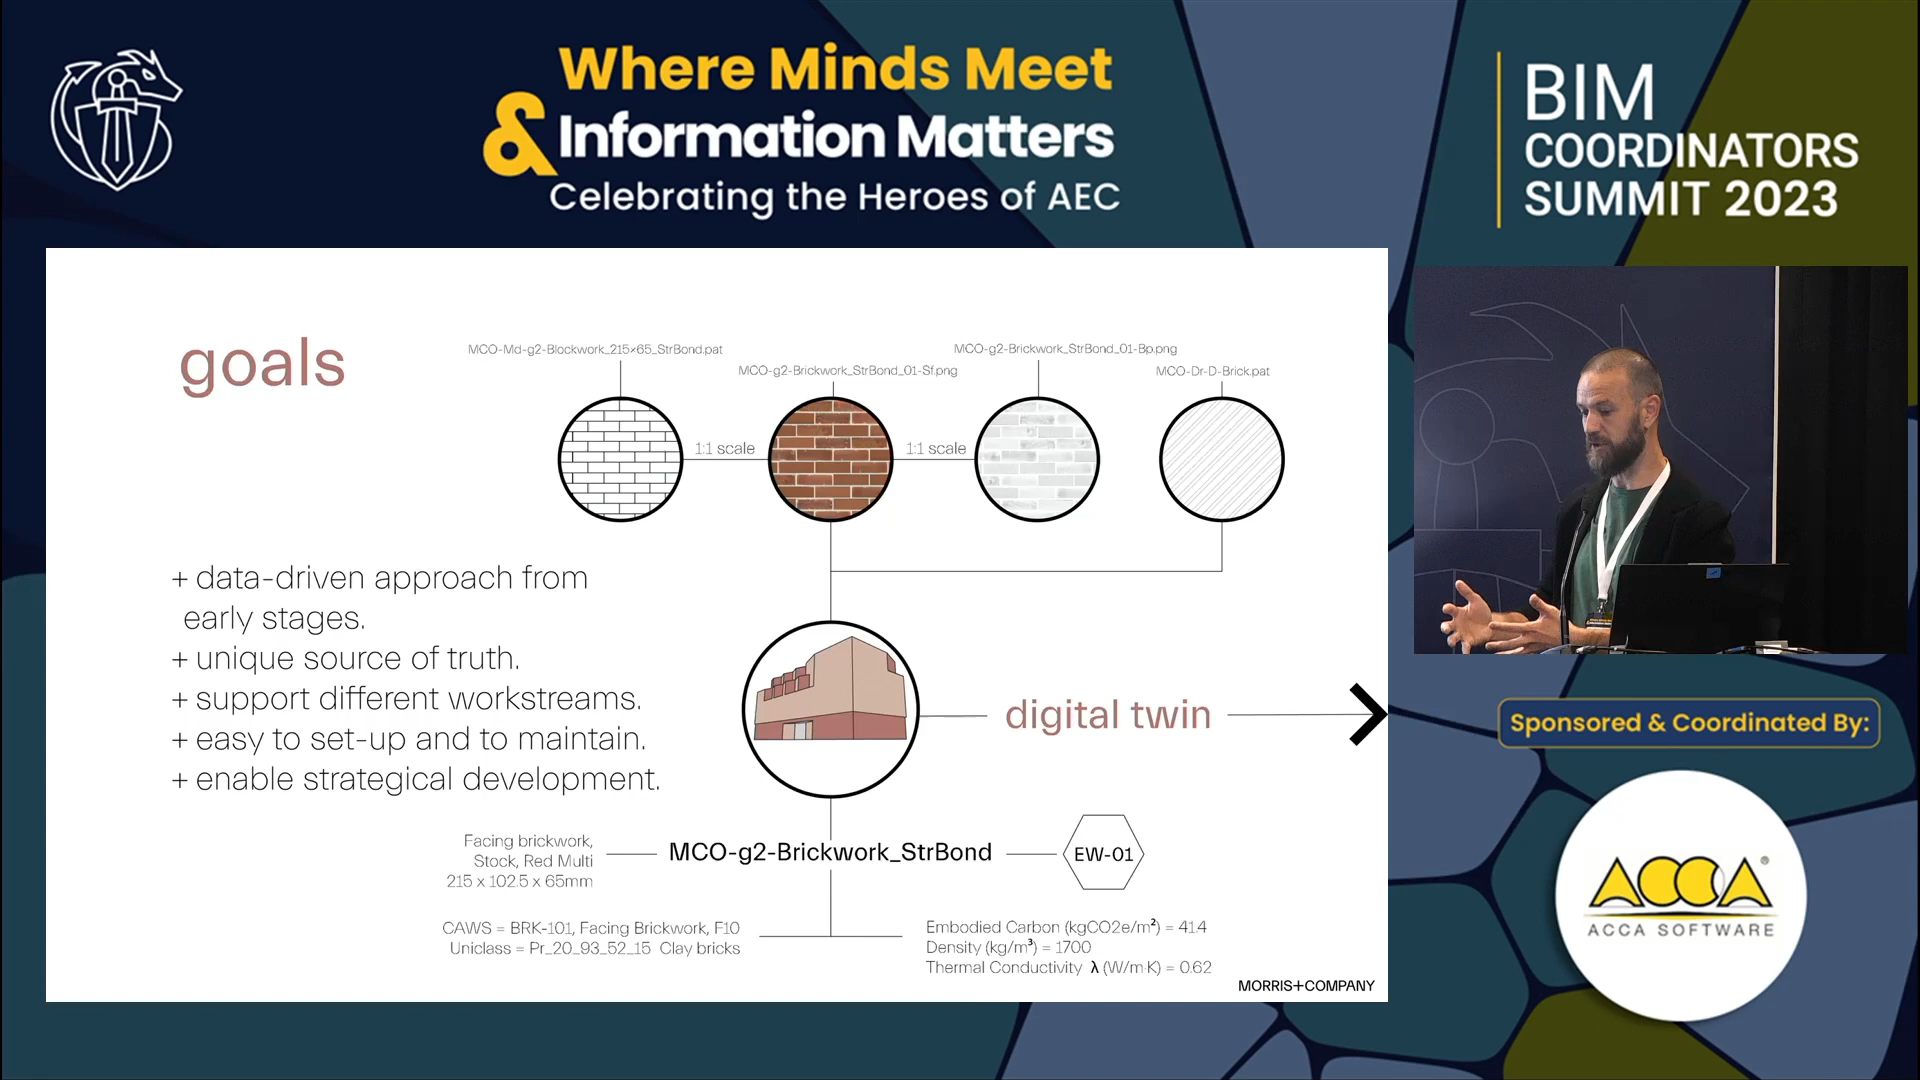 Where Minds Meet
& Information Matters
Celebrating the Heroes of AEC
BIM
COORDINATORS
SUMMIT 2023
goals
MCO-Md-g2-Blockwork_215x65_StrBond.pat
MCO-g2-Brickwork_StrBond_01-Sf.png
MCO-g2-Brickwork_StrBond_01-Bp.png
MCO-Dr-D-Brick.pat
1:1 scale
1:1 scale
+ data-driven approach from
early stages.
+ unique source of truth.
+ support different workstreams.
+ easy to set-up and to maintain.
+ enable strategical development.
digital twin
Facing brickwork,
Stock, Red Multi
215 x 102.5 x 65mm
MCO-g2-Brickwork_StrBond
EW-01
CAWS = BRK-101, Facing Brickwork, F10
Uniclass = Pr_20_93_52_15 Clay bricks
Embodied Carbon (kgCO2e/m²) = 41.4
Density (kg/m³) = 1700
Thermal Conductivity λ (W/m·K) = 0.62
MORRIS+COMPANY
Sponsored & Coordinated By:
ACCA®
ACCA SOFTWARE